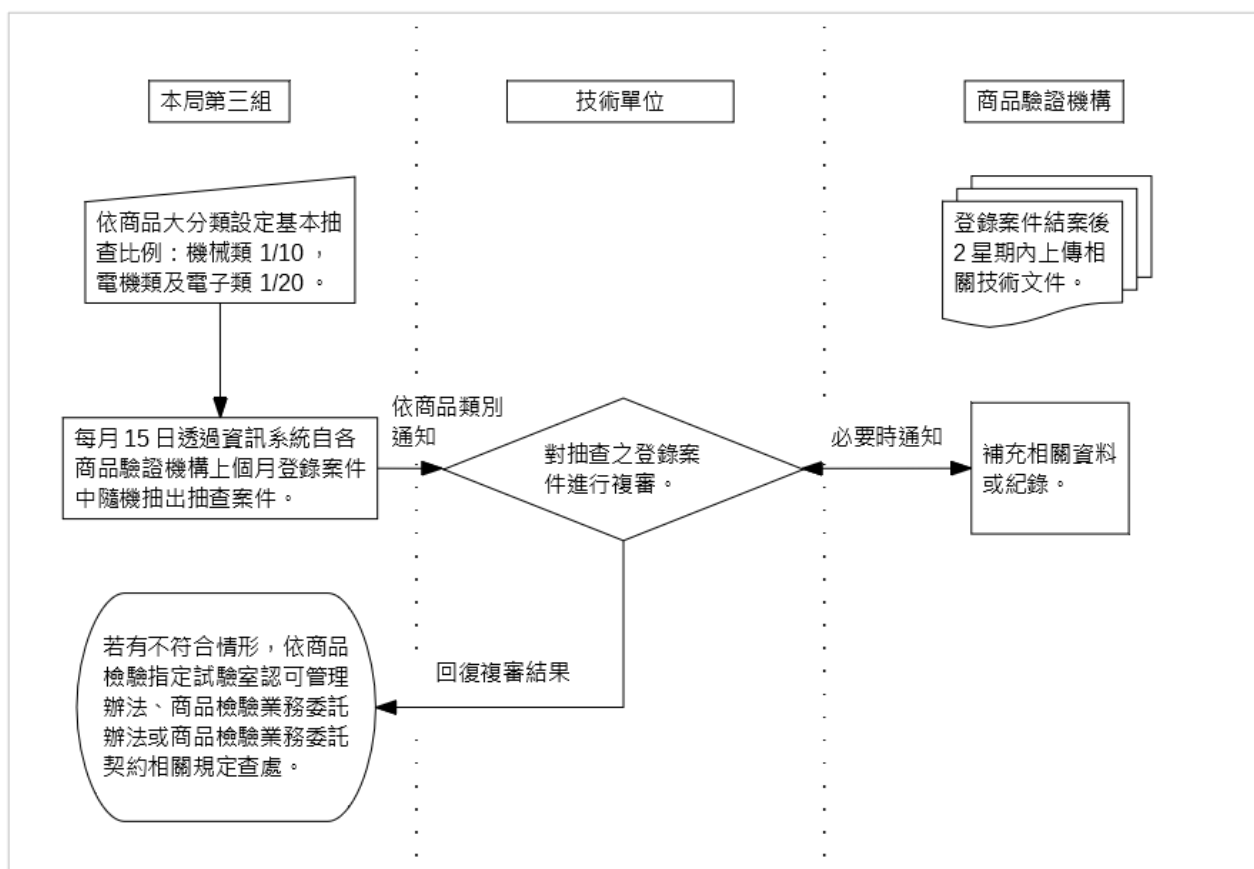 本局第三組
技術單位
商品驗證機構
依商品大分類設定基本抽
查比例：機械類 1/10，
電機類及電子類 1/20。
登錄案件結案後
2 星期內上傳相
關技術文件。
每月 15 日透過資訊系統自各
商品驗證機構上個月登錄案件
中隨機抽出抽查案件。
依商品類別
通知
對抽查之登錄案
件進行複審。
必要時通知
補充相關資料
或紀錄。
若有不符合情形，依商品
檢驗指定試驗室認可管理
辦法、商品檢驗業務委託
辦法或商品檢驗業務委託
契約相關規定查處。
回復複審結果